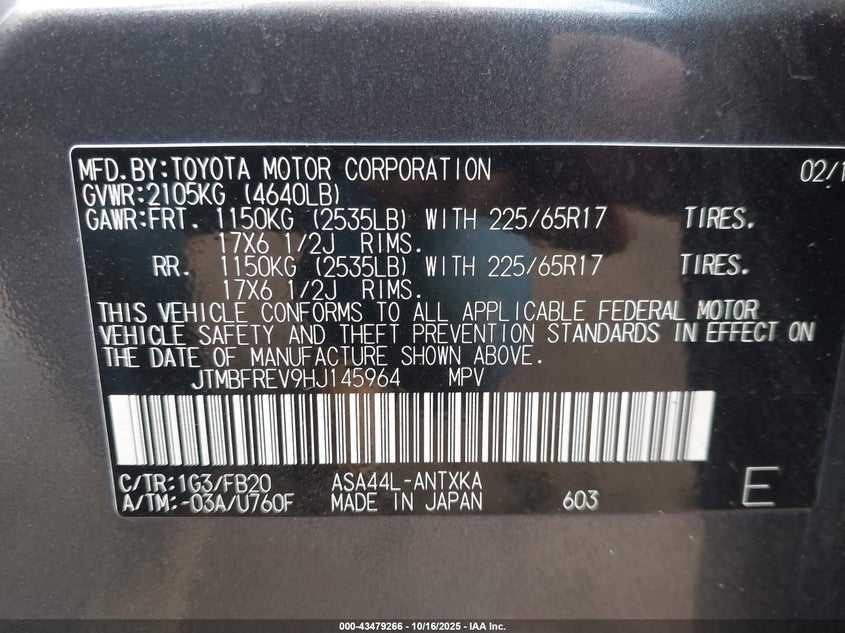 MFD.BY:TOYOTA MOTOR CORPORATION 02/1
GVWR:2105KG (4640LB)
GAWR:FRT. 1150KG (2535LB) WITH 225/65R17 TIRES.
17X6 1/2J RIMS.
RR. 1150KG (2535LB) WITH 225/65R17 TIRES.
17X6 1/2J RIMS.
THIS VEHICLE CONFORMS TO ALL APPLICABLE FEDERAL MOTOR
VEHICLE SAFETY AND THEFT PREVENTION STANDARDS IN EFFECT ON
THE DATE OF MANUFACTURE SHOWN ABOVE.
JTMBFREV9HJ145964 MPV
C/TR:1G3/FB20 ASA44L-ANTXKA
A/TM:-03A/U760F MADE IN JAPAN 603 E
000-43479266 - 10/16/2025 - IAA Inc.